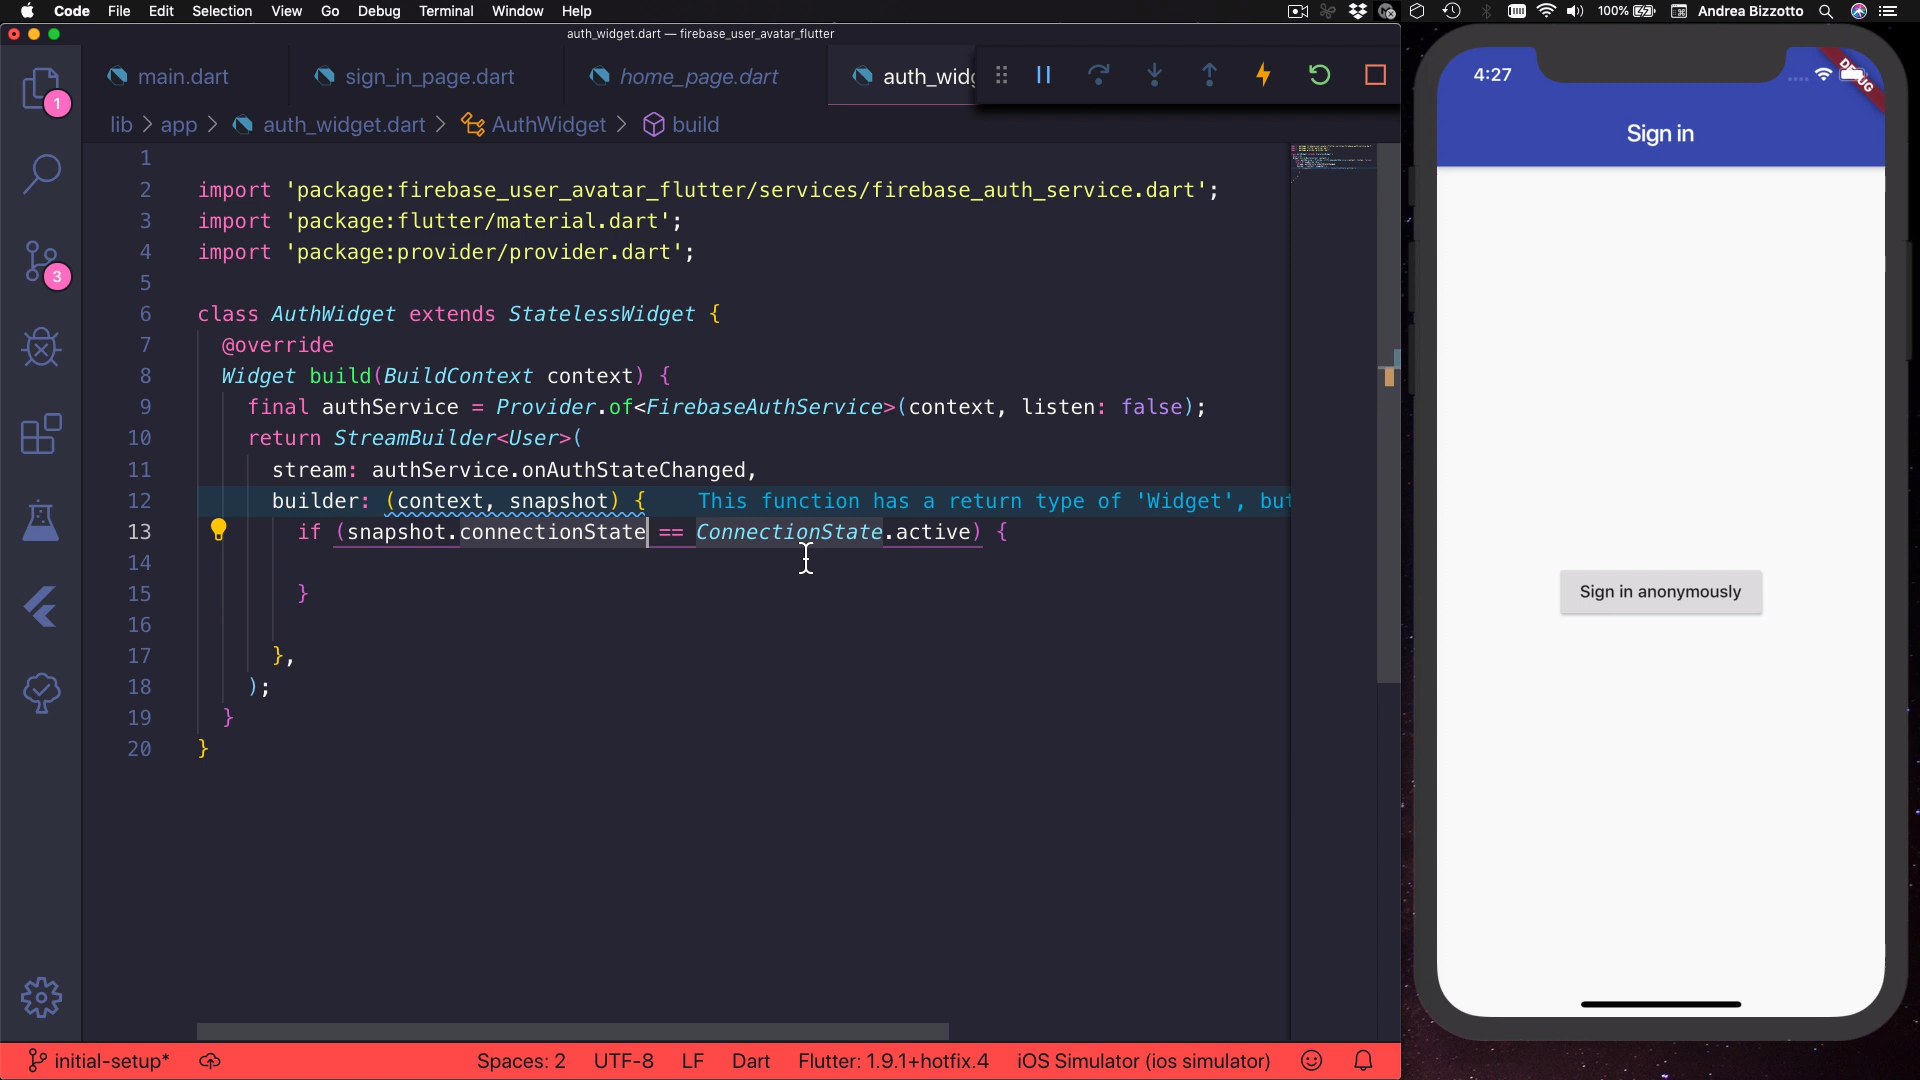 Code File Edit Selection View Go Debug Terminal Window Help
100% Andrea Bizzotto
auth_widget.dart — firebase_user_avatar_flutter
main.dart sign_in_page.dart home_page.dart auth_widg
lib > app > auth_widget.dart > AuthWidget > build
1
2 import 'package:firebase_user_avatar_flutter/services/firebase_auth_service.dart';
3 import 'package:flutter/material.dart';
4 import 'package:provider/provider.dart';
5
6 class AuthWidget extends StatelessWidget {
7 @override
8 Widget build(BuildContext context) {
9 final authService = Provider.of<FirebaseAuthService>(context, listen: false);
10 return StreamBuilder<User>(
11 stream: authService.onAuthStateChanged,
12 builder: (context, snapshot) { This function has a return type of 'Widget', but
13 if (snapshot.connectionState == ConnectionState.active) {
14
15 }
16
17 },
18 );
19 }
20 }
1
3
initial-setup* Spaces: 2 UTF-8 LF Dart Flutter: 1.9.1+hotfix.4 iOS Simulator (ios simulator)
4:27
DEBUG
Sign in
Sign in anonymously